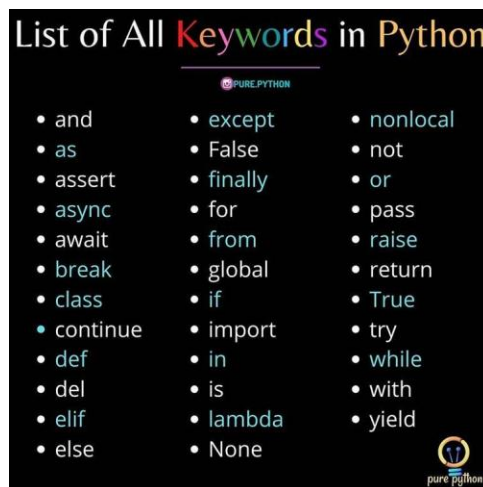 List of All Keywords in Python
PURE.PYTHON
• and
• as
• assert
• async
• await
• break
• class
• continue
• def
• del
• elif
• else
• except
• False
• finally
• for
• from
• global
• if
• import
• in
• is
• lambda
• None
• nonlocal
• not
• or
• pass
• raise
• return
• True
• try
• while
• with
• yield
pure python